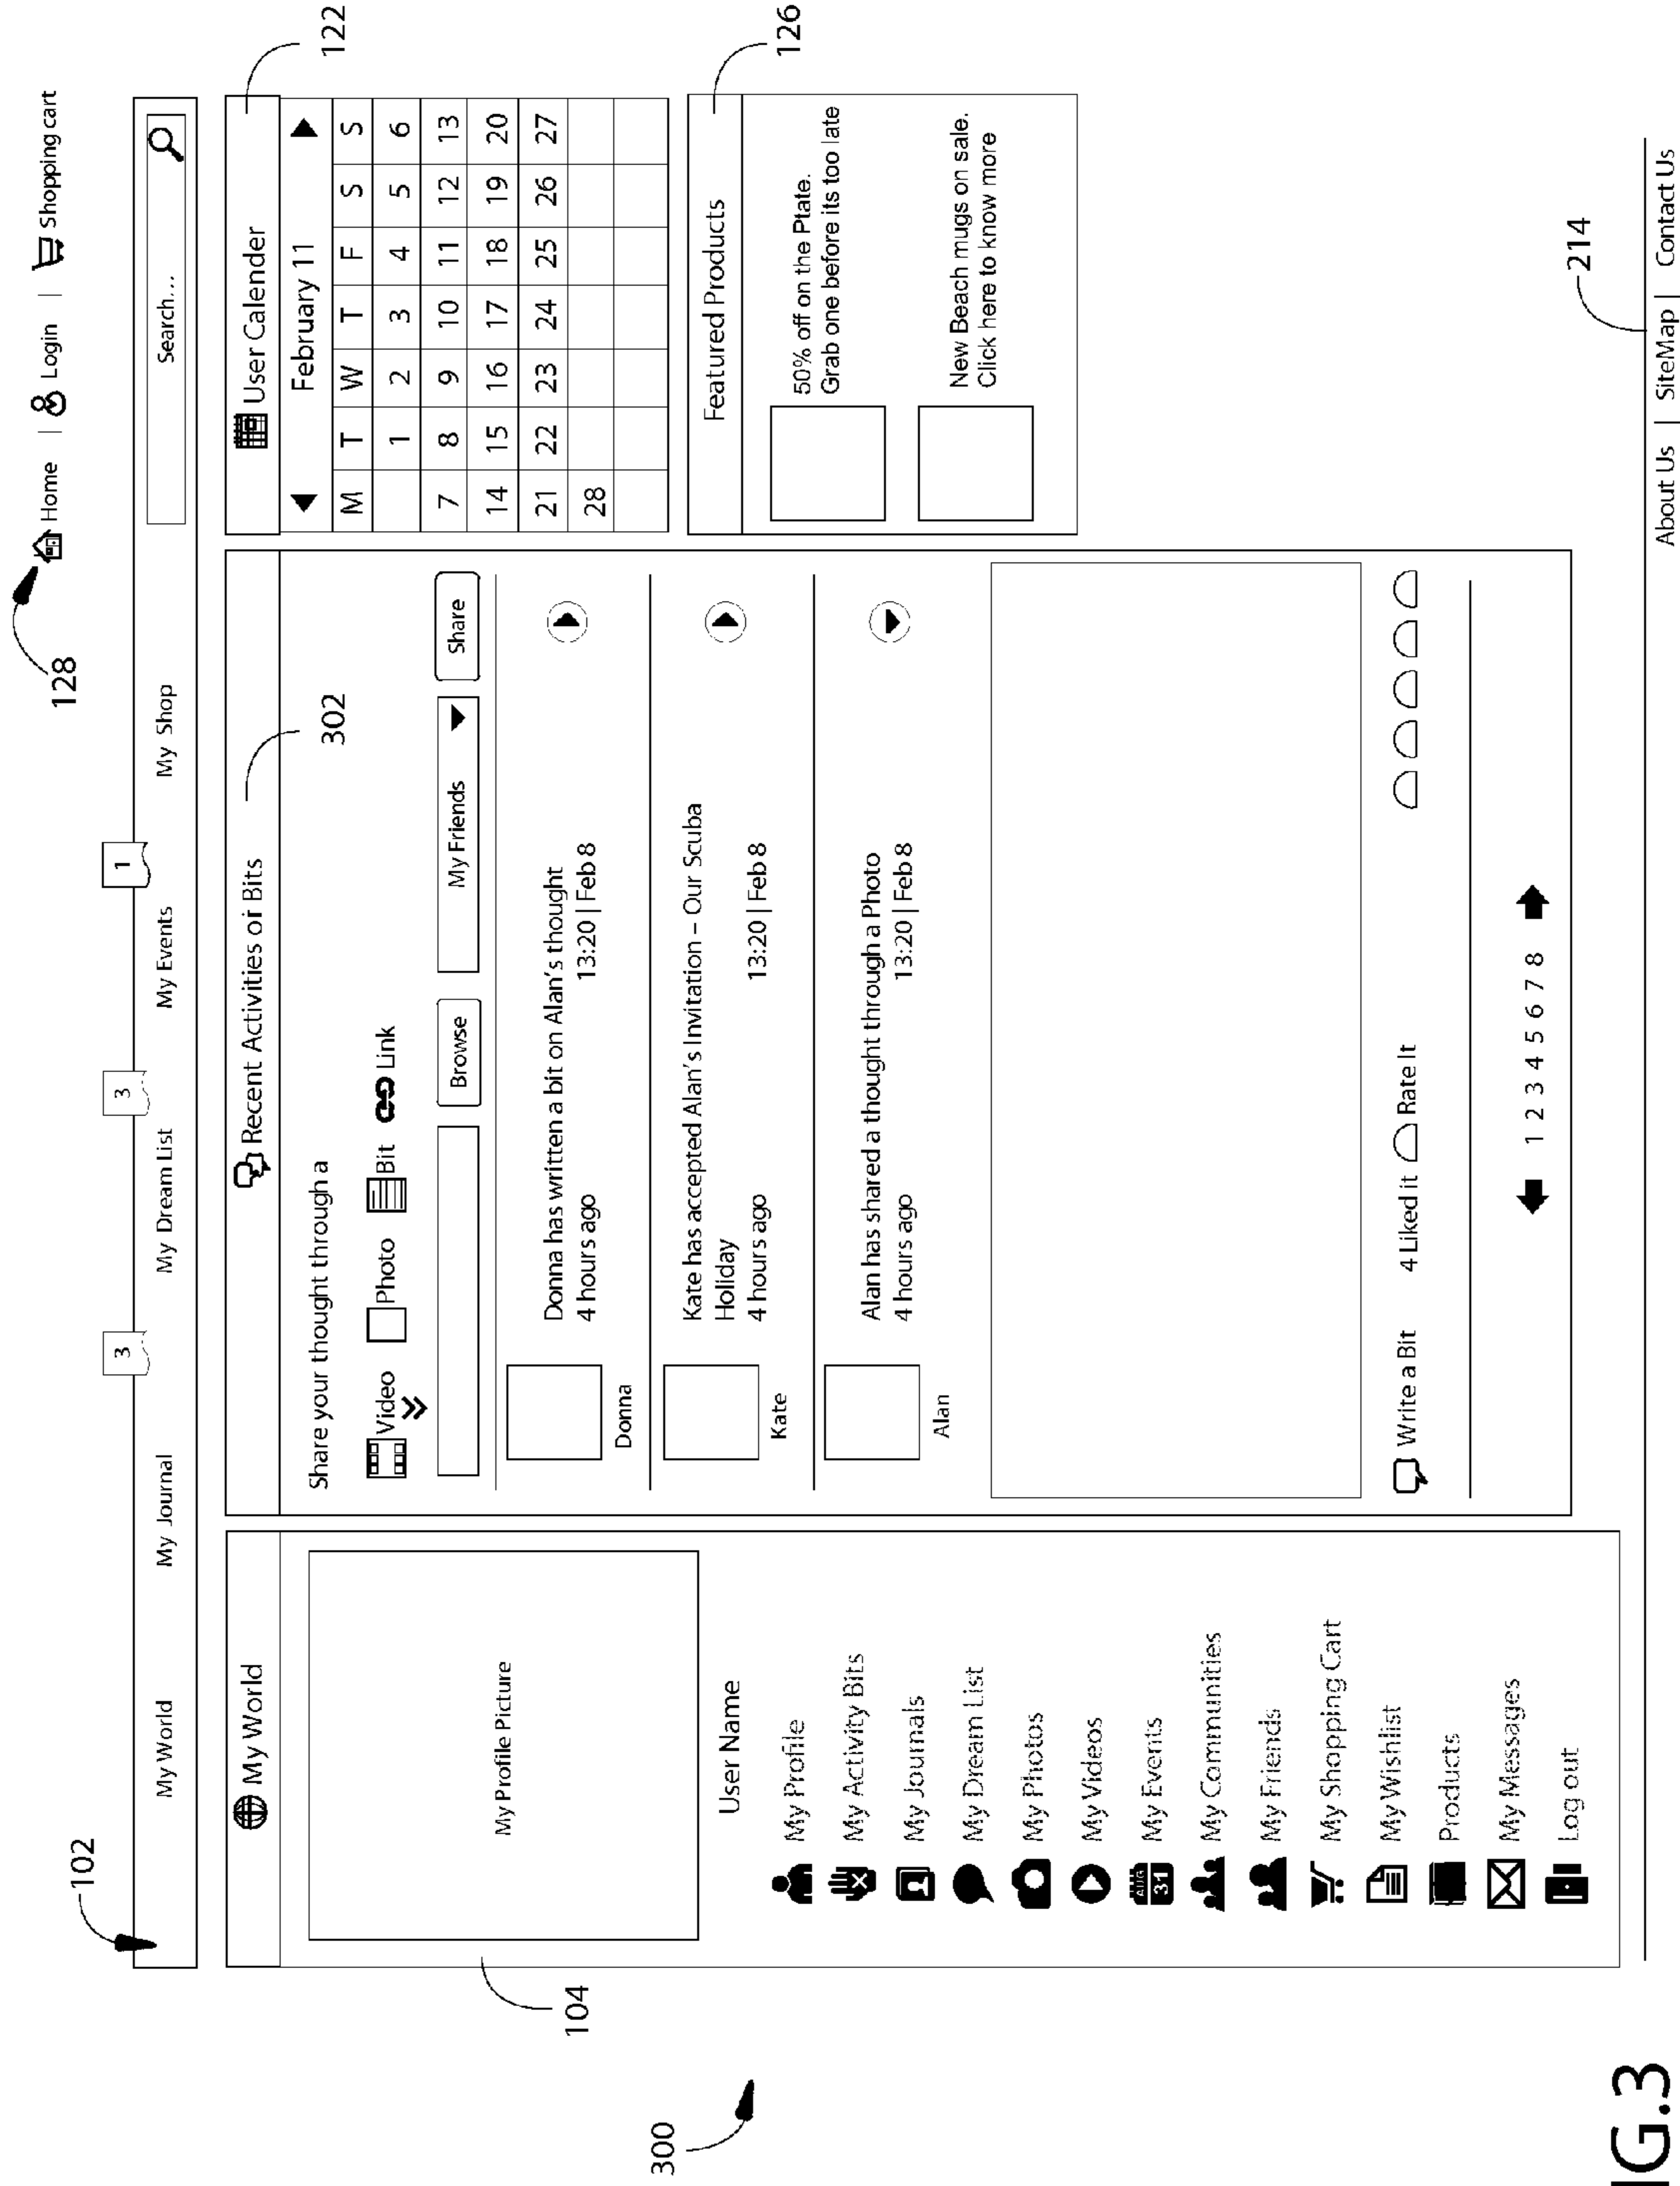 128
Home | Login | Shopping cart
102
3 3 1
My World My Journal My Dream List My Events My Shop Search...
My World
104
My Profile Picture
User Name
My Profile
My Activity Bits
My Journals
My Dream List
My Photos
My Videos
AUG 31
My Events
My Communities
My Friends
My Shopping Cart
My Wishlist
Products
My Messages
Log out
Recent Activities or Bits
302
Share your thought through a
Video Photo Bit Link
Browse My Friends Share
Donna has written a bit on Alan's thought
4 hours ago 13:20 | Feb 8
Donna
Kate has accepted Alan's Invitation – Our Scuba
Holiday
4 hours ago 13:20 | Feb 8
Kate
Alan has shared a thought through a Photo
4 hours ago 13:20 | Feb 8
Alan
Write a Bit 4 Liked it Rate It
1 2 3 4 5 6 7 8
User Calender
122
February 11
M T W T F S S
1 2 3 4 5 6
7 8 9 10 11 12 13
14 15 16 17 18 19 20
21 22 23 24 25 26 27
28
Featured Products
126
50% off on the Ptate.
Grab one before its too late
New Beach mugs on sale.
Click here to know more
214
About Us | SiteMap | Contact Us
300
IG.3